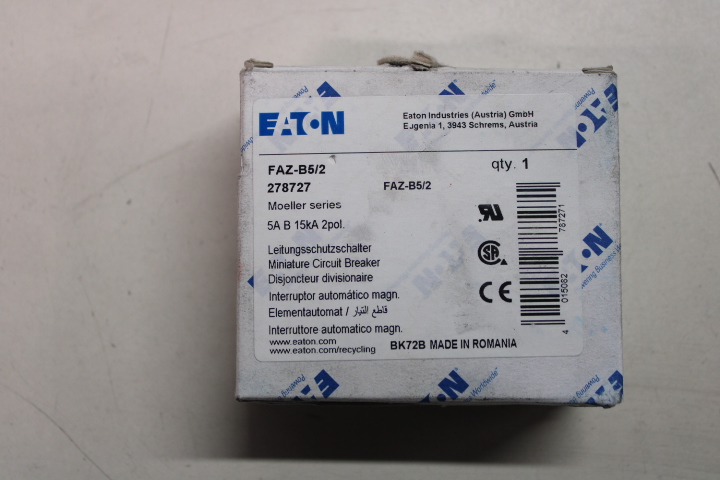 EATON
Eaton Industries (Austria) GmbH
Eugenia 1, 3943 Schrems, Austria
FAZ-B5/2
qty. 1
278727
FAZ-B5/2
Moeller series
5A B 15kA 2pol.
Leitungsschutzschalter
Miniature Circuit Breaker
Disjoncteur divisionaire
Interruptor automático magn.
Elementautomat / قاطع التيار
Interruttore automatico magn.
www.eaton.com
www.eaton.com/recycling
BK72B MADE IN ROMANIA
4 015082 787271